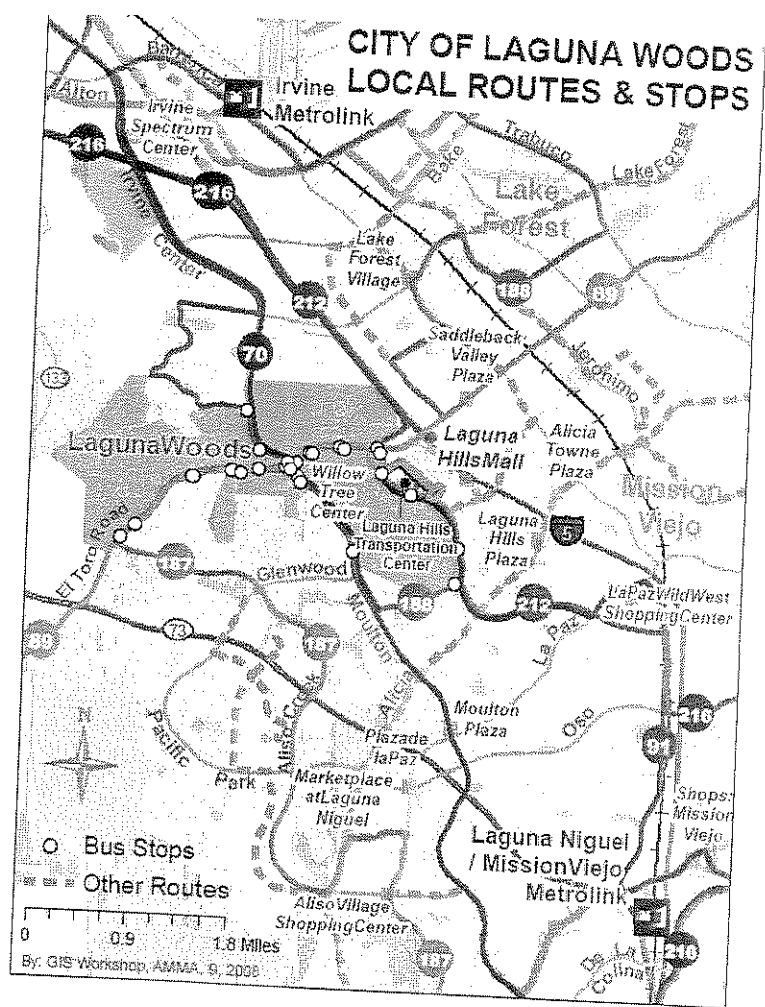 CITY OF LAGUNA WOODS
LOCAL ROUTES & STOPS
Alton
Irvine
Metrolink
Irvine
Spectrum
Center
216
216
Irvine
Center
Bake
Trabuco
Lake Forest
Lake
Forest
Lake
Forest
Village
212
188
89
70
133
Saddleback
Valley
Plaza
Jeronimo
LagunaWoods
Laguna
HillsMall
Alicia
Towne
Plaza
Mission
Viejo
Willow
Tree
Center
Laguna Hills
Transportation
Center
Laguna
Hills
Plaza
5
El Toro Road
187
Glenwood
Moulton
188
212
LaPazWildWest
ShoppingCenter
La Paz
89
73
187
Alicia
Moulton
Plaza
Oso
216
91
Pacific
Park
Aliso Creek
Plazade
laPaz
N
Marketplace
atLaguna
Niguel
Shops:
Mission
Viejo
Laguna Niguel
/ MissionViejo
Metrolink
Bus Stops
Other Routes
AlisoVillage
ShoppingCenter
0 0.9 1.8 Miles
187
De La
Colina
216
By: GIS Workshop, AMMA, 9, 2008